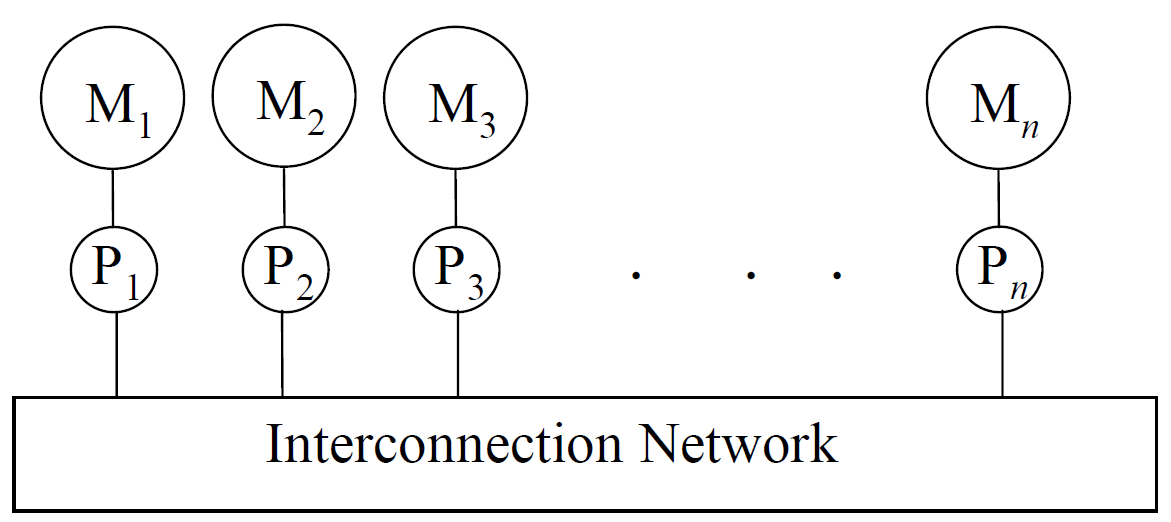 M1 M2 M3 Mn
P1 P2 P3 . . . Pn
Interconnection Network